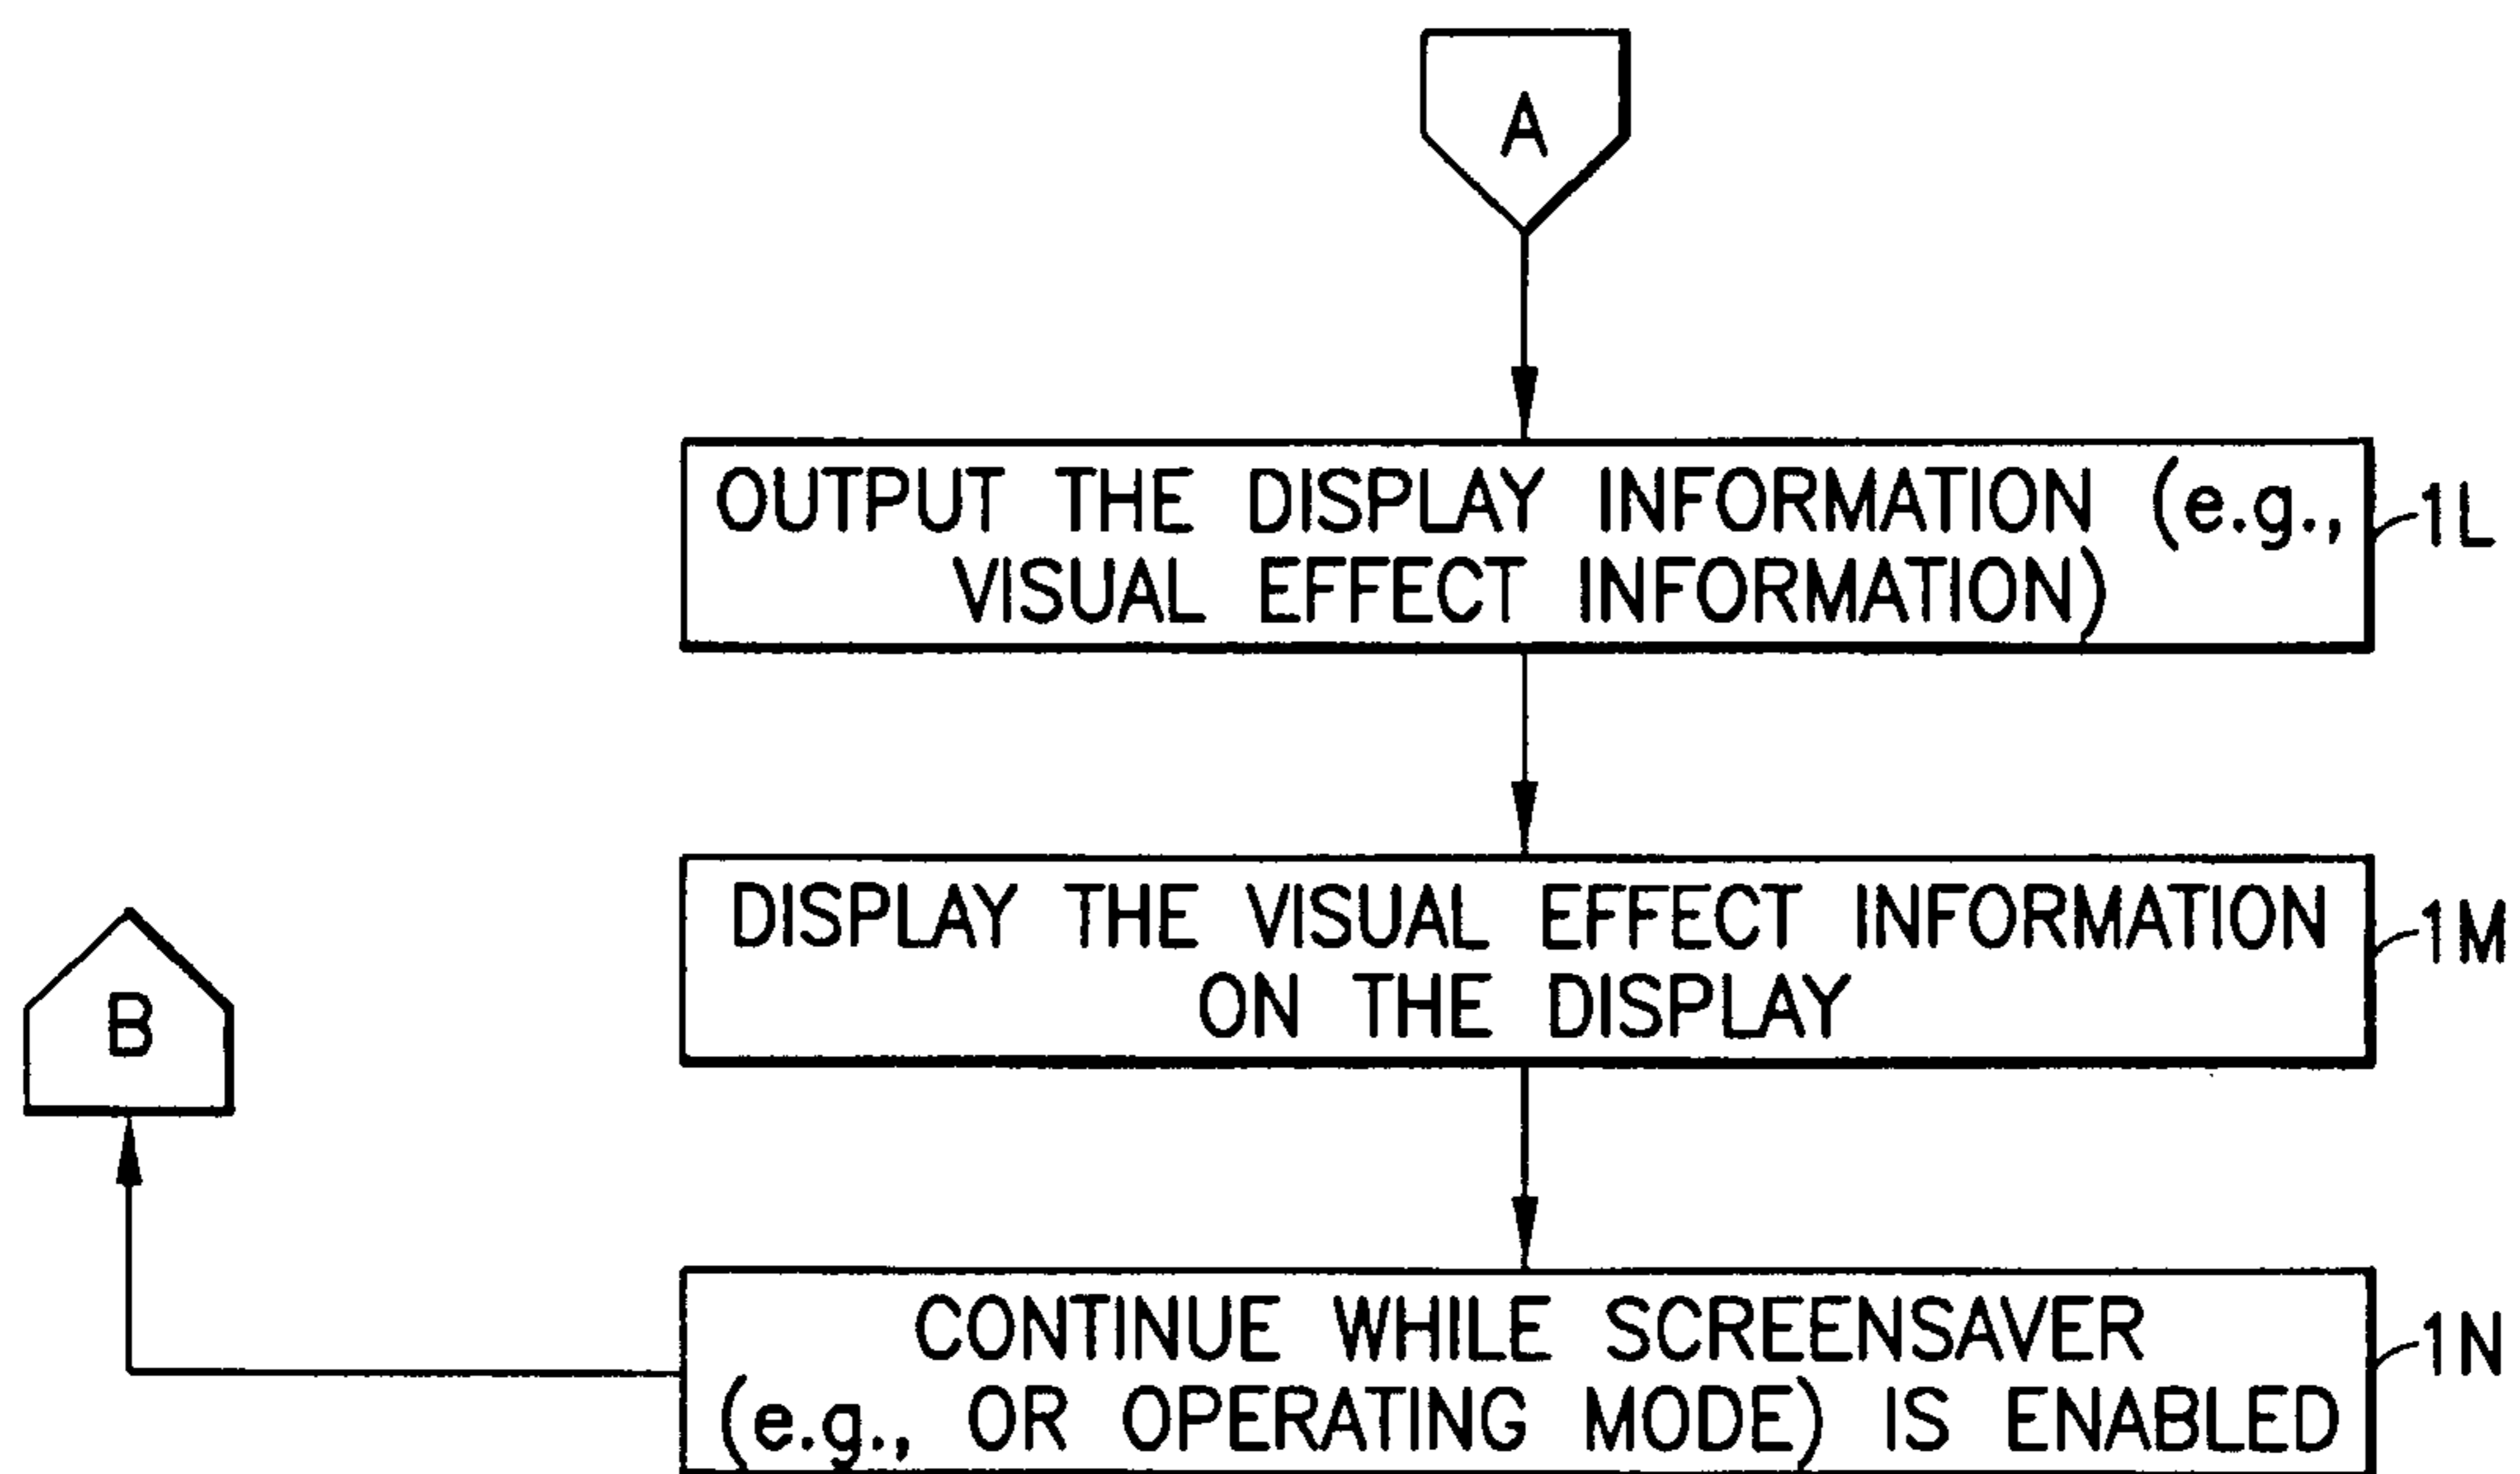 A
OUTPUT THE DISPLAY INFORMATION (e.g.,
VISUAL EFFECT INFORMATION)
1L
DISPLAY THE VISUAL EFFECT INFORMATION
ON THE DISPLAY
1M
B
CONTINUE WHILE SCREENSAVER
(e.g., OR OPERATING MODE) IS ENABLED
1N